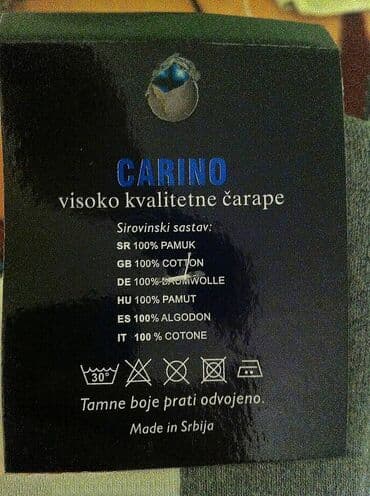 CARINO
visoko kvalitetne čarape
Sirovinski sastav:
SR 100% PAMUK
GB 100% COTTON
DE 100% BAUMWOLLE
HU 100% PAMUT
ES 100% ALGODON
IT 100 % COTONE
30°
Tamne boje prati odvojeno.
Made in Srbija